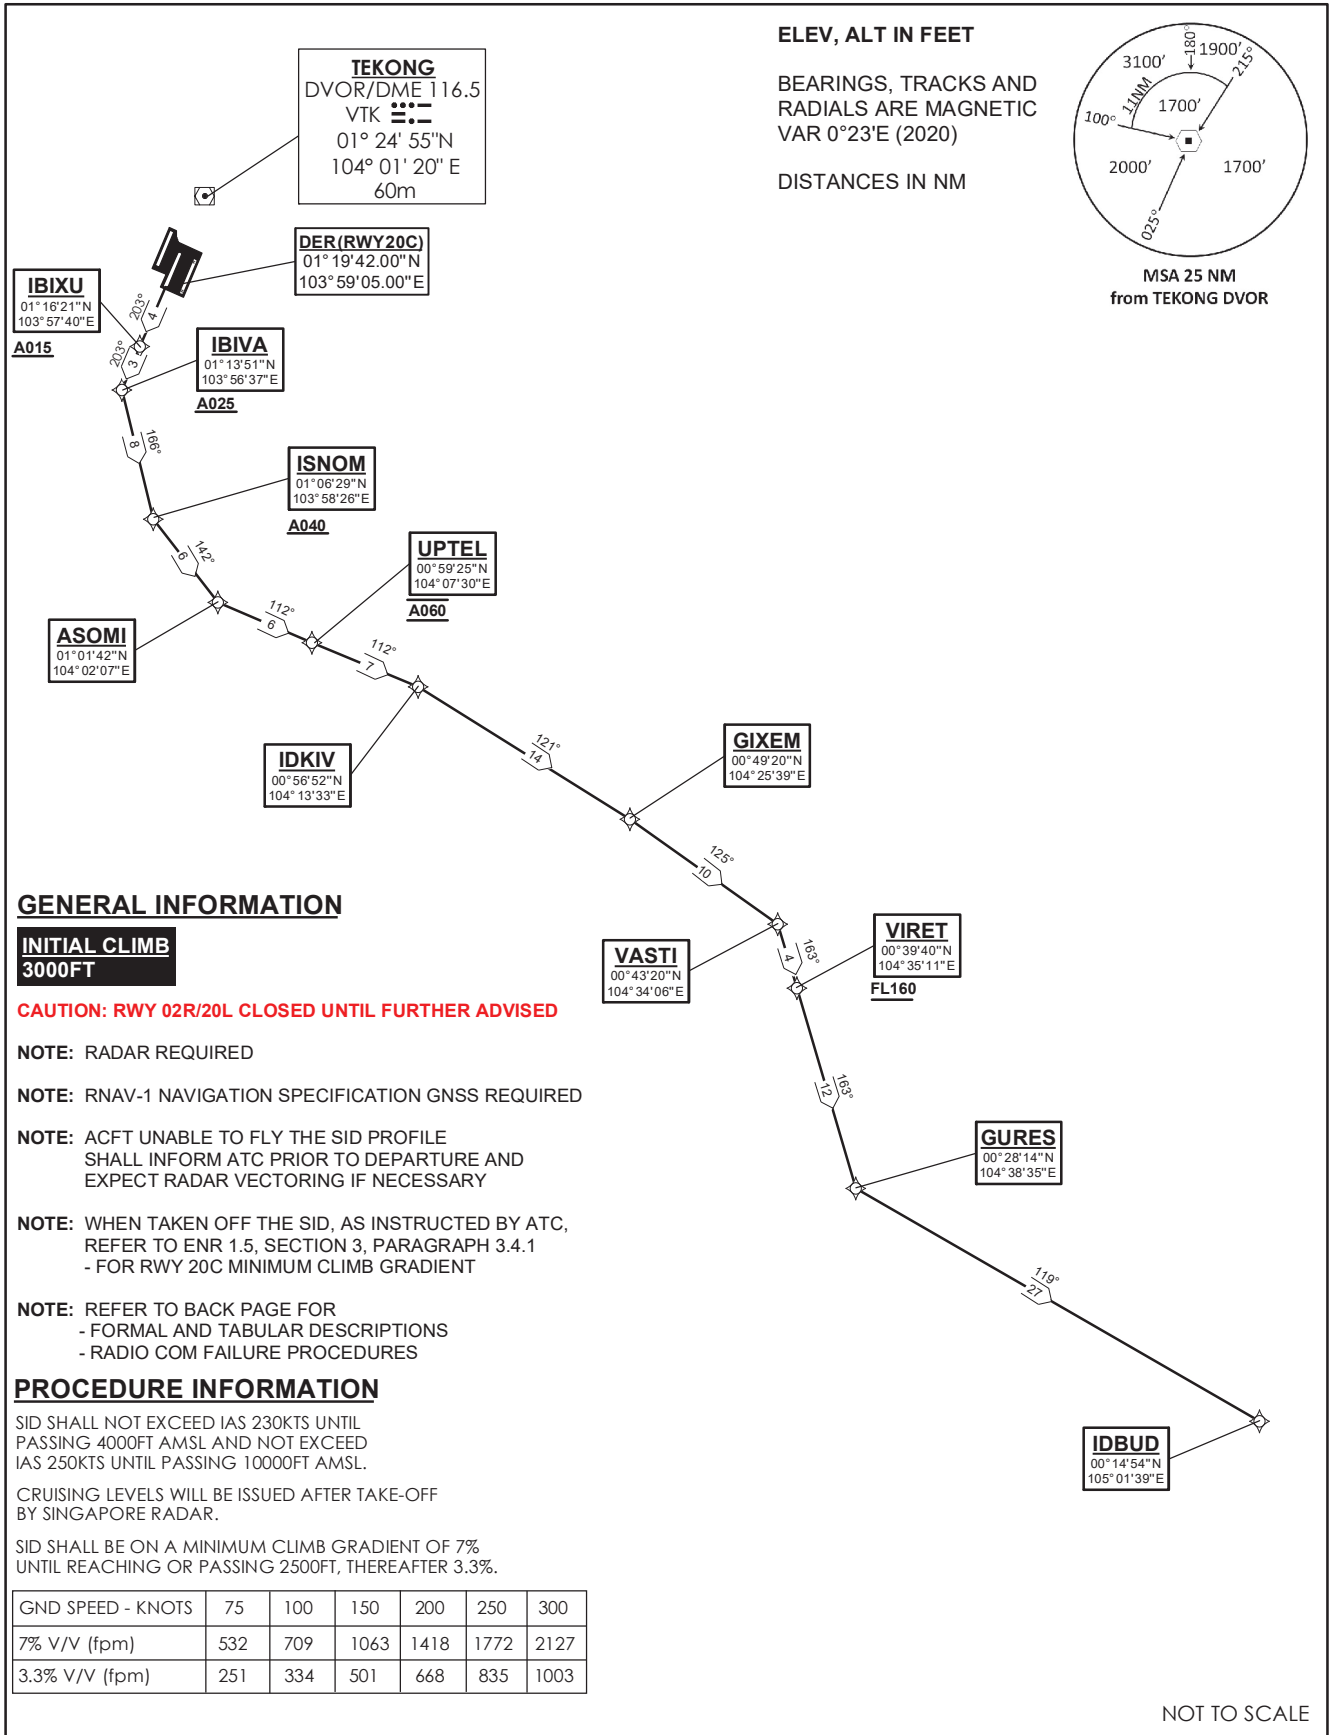 ELEV, ALT IN FEET
BEARINGS, TRACKS AND
RADIALS ARE MAGNETIC
VAR 0°23'E (2020)
DISTANCES IN NM
3100'
180°
1900'
215°
11NM
1700'
100°
2000'
1700'
025°
MSA 25 NM
from TEKONG DVOR
TEKONG
DVOR/DME 116.5
VTK
01° 24' 55"N
104° 01' 20" E
60m
DER(RWY20C)
01°19'42.00"N
103°59'05.00"E
IBIXU
01°16'21"N
103°57'40"E
A015
203°
4
203°
3
IBIVA
01°13'51"N
103°56'37"E
A025
166°
8
ISNOM
01°06'29"N
103°58'26"E
A040
142°
6
UPTEL
00°59'25"N
104°07'30"E
A060
ASOMI
01°01'42"N
104°02'07"E
112°
6
112°
7
IDKIV
00°56'52"N
104°13'33"E
121°
14
GIXEM
00°49'20"N
104°25'39"E
125°
10
VASTI
00°43'20"N
104°34'06"E
163°
4
VIRET
00°39'40"N
104°35'11"E
FL160
163°
12
GURES
00°28'14"N
104°38'35"E
119°
27
IDBUD
00°14'54"N
105°01'39"E
GENERAL INFORMATION
INITIAL CLIMB
3000FT
CAUTION: RWY 02R/20L CLOSED UNTIL FURTHER ADVISED
NOTE: RADAR REQUIRED
NOTE: RNAV-1 NAVIGATION SPECIFICATION GNSS REQUIRED
NOTE: ACFT UNABLE TO FLY THE SID PROFILE
SHALL INFORM ATC PRIOR TO DEPARTURE AND
EXPECT RADAR VECTORING IF NECESSARY
NOTE: WHEN TAKEN OFF THE SID, AS INSTRUCTED BY ATC,
REFER TO ENR 1.5, SECTION 3, PARAGRAPH 3.4.1
- FOR RWY 20C MINIMUM CLIMB GRADIENT
NOTE: REFER TO BACK PAGE FOR
- FORMAL AND TABULAR DESCRIPTIONS
- RADIO COM FAILURE PROCEDURES
PROCEDURE INFORMATION
SID SHALL NOT EXCEED IAS 230KTS UNTIL
PASSING 4000FT AMSL AND NOT EXCEED
IAS 250KTS UNTIL PASSING 10000FT AMSL.
CRUISING LEVELS WILL BE ISSUED AFTER TAKE-OFF
BY SINGAPORE RADAR.
SID SHALL BE ON A MINIMUM CLIMB GRADIENT OF 7%
UNTIL REACHING OR PASSING 2500FT, THEREAFTER 3.3%.
GND SPEED - KNOTS 75 100 150 200 250 300
7% V/V (fpm) 532 709 1063 1418 1772 2127
3.3% V/V (fpm) 251 334 501 668 835 1003
NOT TO SCALE